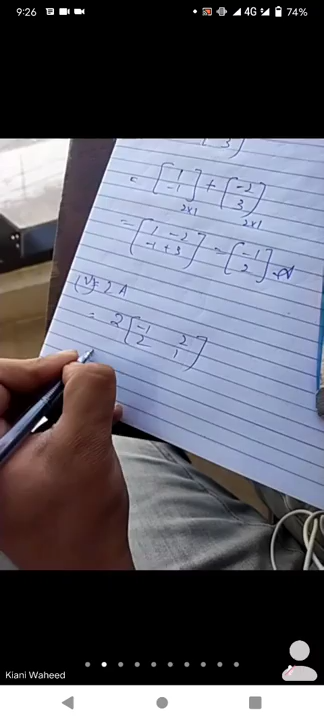 9:26
4G 74%
3 ]
= [ 1 -1 ] + [ -2 3 ]
2x1 2x1
= [ 1 - 2 -1 + 3 ] = [ -1 2 ]
(v) 2A
= 2 [ -1 2
2 1 ]
Kiani Waheed